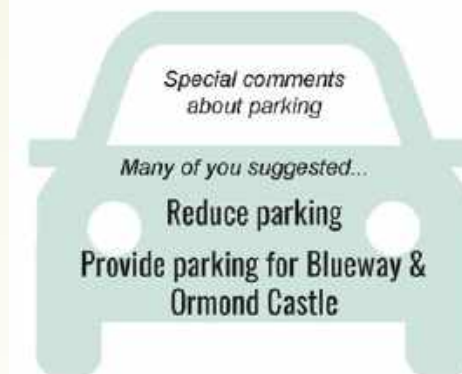 Special comments
about parking
Many of you suggested...
Reduce parking
Provide parking for Blueway &
Ormond Castle